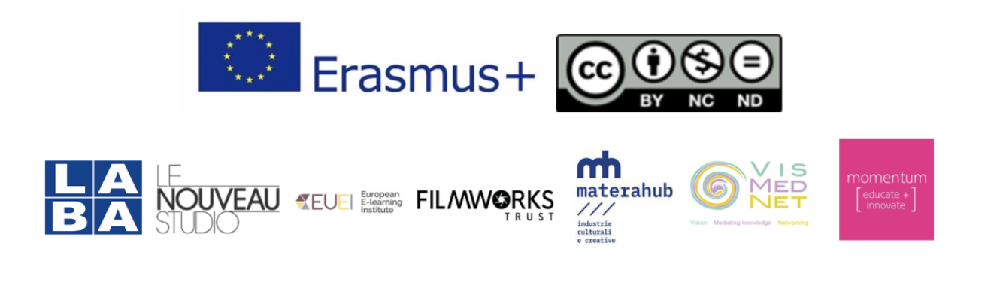 Erasmus+
cc
BY NC ND
LA
BA
LE
NOUVEAU
STUDIO
EUEI
European
E-learning
Institute
FILMWORKS
TRUST
mh
materahub
///
industrie
culturali
e creative
VIS
MED
NET
Vision Mediating knowledge Networking
momentum
[educate +
innovate]